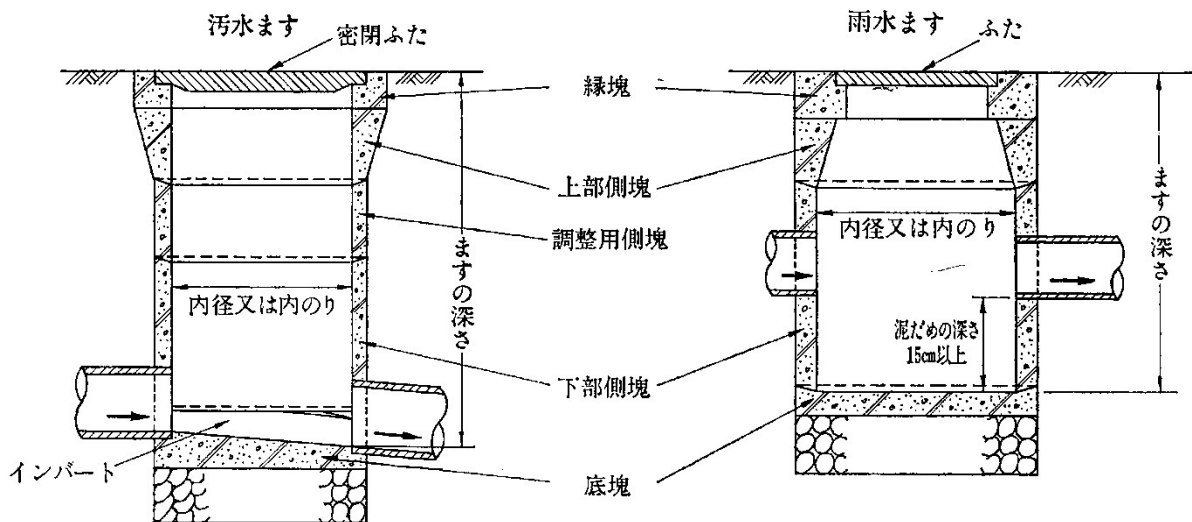 汚水ます
密閉ふた
雨水ます
ふた
縁塊
上部側塊
調整用側塊
内径又は内のり
ますの深さ
下部側塊
底塊
インバート
内径又は内のり
泥だめの深さ
15cm以上
ますの深さ